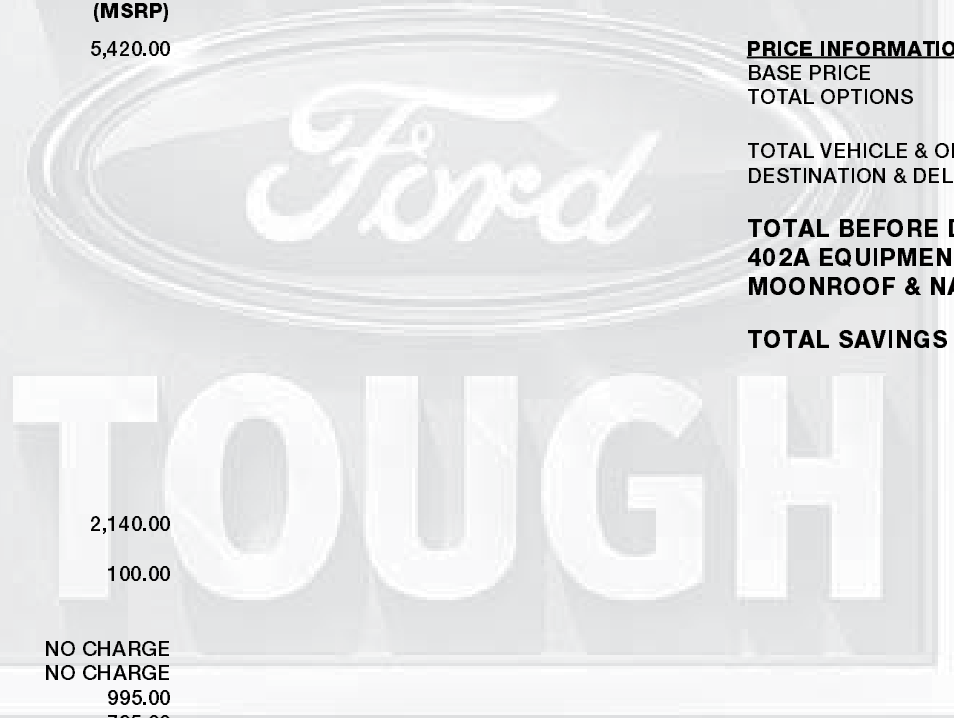 (MSRP)
5,420.00
2,140.00
100.00
NO CHARGE
NO CHARGE
995.00
PRICE INFORMATIO
BASE PRICE
TOTAL OPTIONS
TOTAL VEHICLE &
DESTINATION & DEL
TOTAL BEFORE
402A EQUIPMEN
MOONROOF & NA
TOTAL SAVINGS
Ford
TOUGH